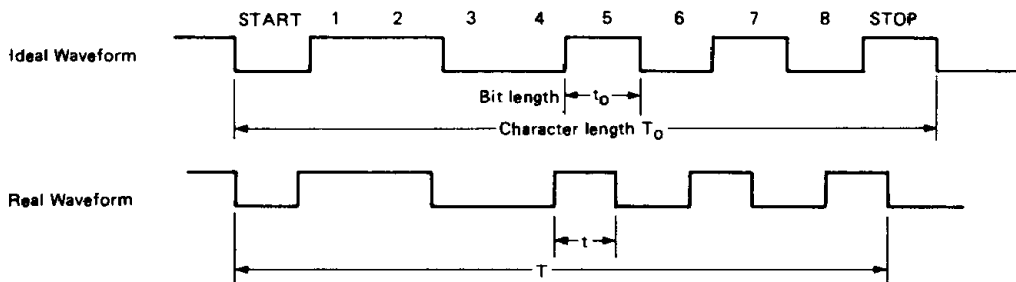 START 1 2 3 4 5 6 7 8 STOP
Ideal Waveform
Bit length t₀
Character length T₀
Real Waveform
t
T